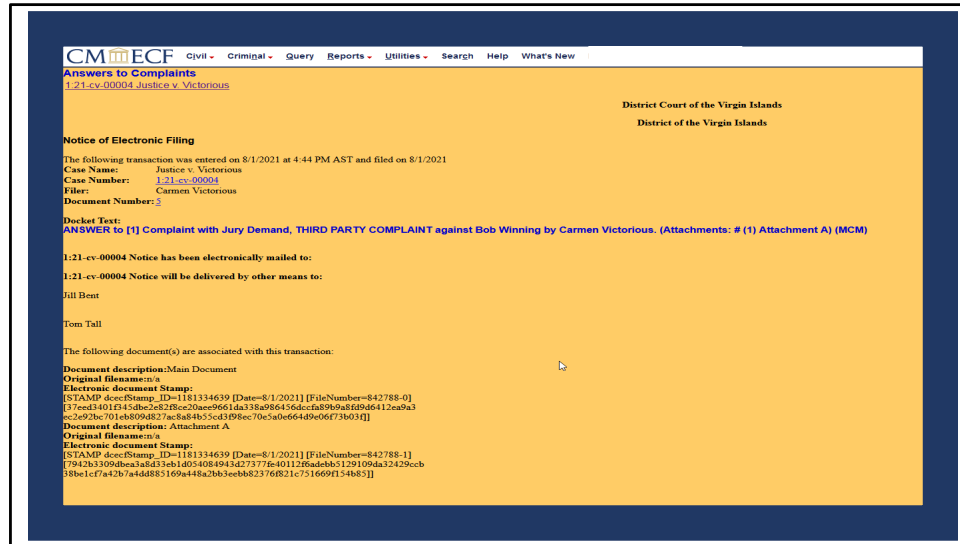 CM ECF Civil Criminal Query Reports Utilities Search Help What's New
Answers to Complaints
1:21-cv-00004 Justice v. Victorious
District Court of the Virgin Islands
District of the Virgin Islands
Notice of Electronic Filing
The following transaction was entered on 8/1/2021 at 4:44 PM AST and filed on 8/1/2021
Case Name: Justice v. Victorious
Case Number: 1:21-cv-00004
Filer: Carmen Victorious
Document Number: 5
Docket Text:
ANSWER to [1] Complaint with Jury Demand, THIRD PARTY COMPLAINT against Bob Winning by Carmen Victorious. (Attachments: # (1) Attachment A) (MCM)
1:21-cv-00004 Notice has been electronically mailed to:
1:21-cv-00004 Notice will be delivered by other means to:
Jill Bent
Tom Tall
The following document(s) are associated with this transaction:
Document description:Main Document
Original filename:n/a
Electronic document Stamp:
[STAMP dcecfStamp_ID=1181334639 [Date=8/1/2021] [FileNumber=842788-0]
[37eed3401f345dbe2e82f8ce20aee9661da338a986456dccfa89b9a8fd9d6412ea9a3
ec2e92bc701eb809d827ac8a84b55cd3f98ec70e5a0e664d9e06f73b03f]]
Document description: Attachment A
Original filename:n/a
Electronic document Stamp:
[STAMP dcecfStamp_ID=1181334639 [Date=8/1/2021] [FileNumber=842788-1]
[7942b3309dbea3a8d33eb1d054084943d27377fe40112f6adebb5129109da32429ccb
38be1cf7a42b7a4dd885169a448a2bb3eebb82376f821c751669f154b85]]